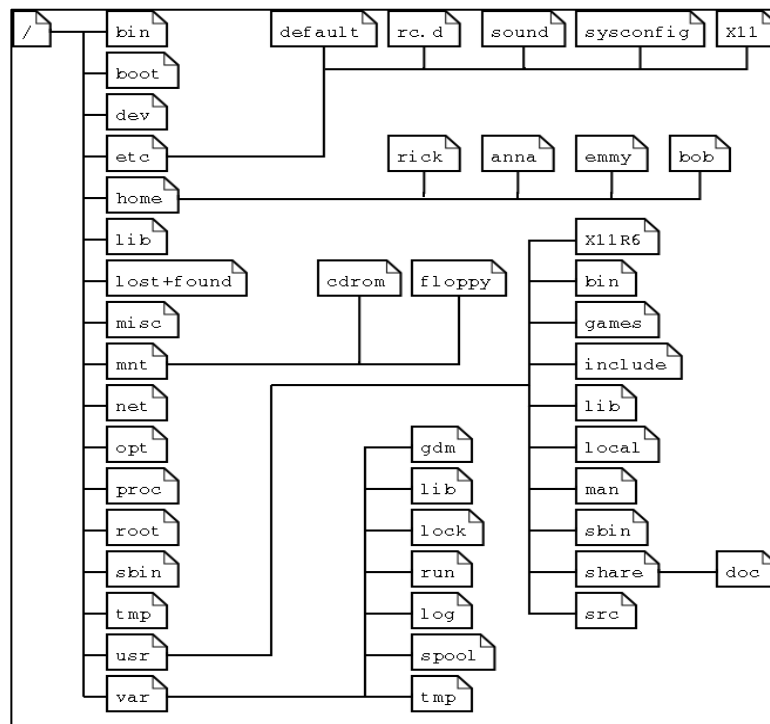 / bin default rc.d sound sysconfig X11
boot
dev
etc
rick anna emmy bob
home
lib X11R6
lost+found cdrom floppy bin
misc games
mnt include
net lib
opt gdm local
proc lib man
root lock sbin
sbin run share doc
tmp log src
usr spool
var tmp